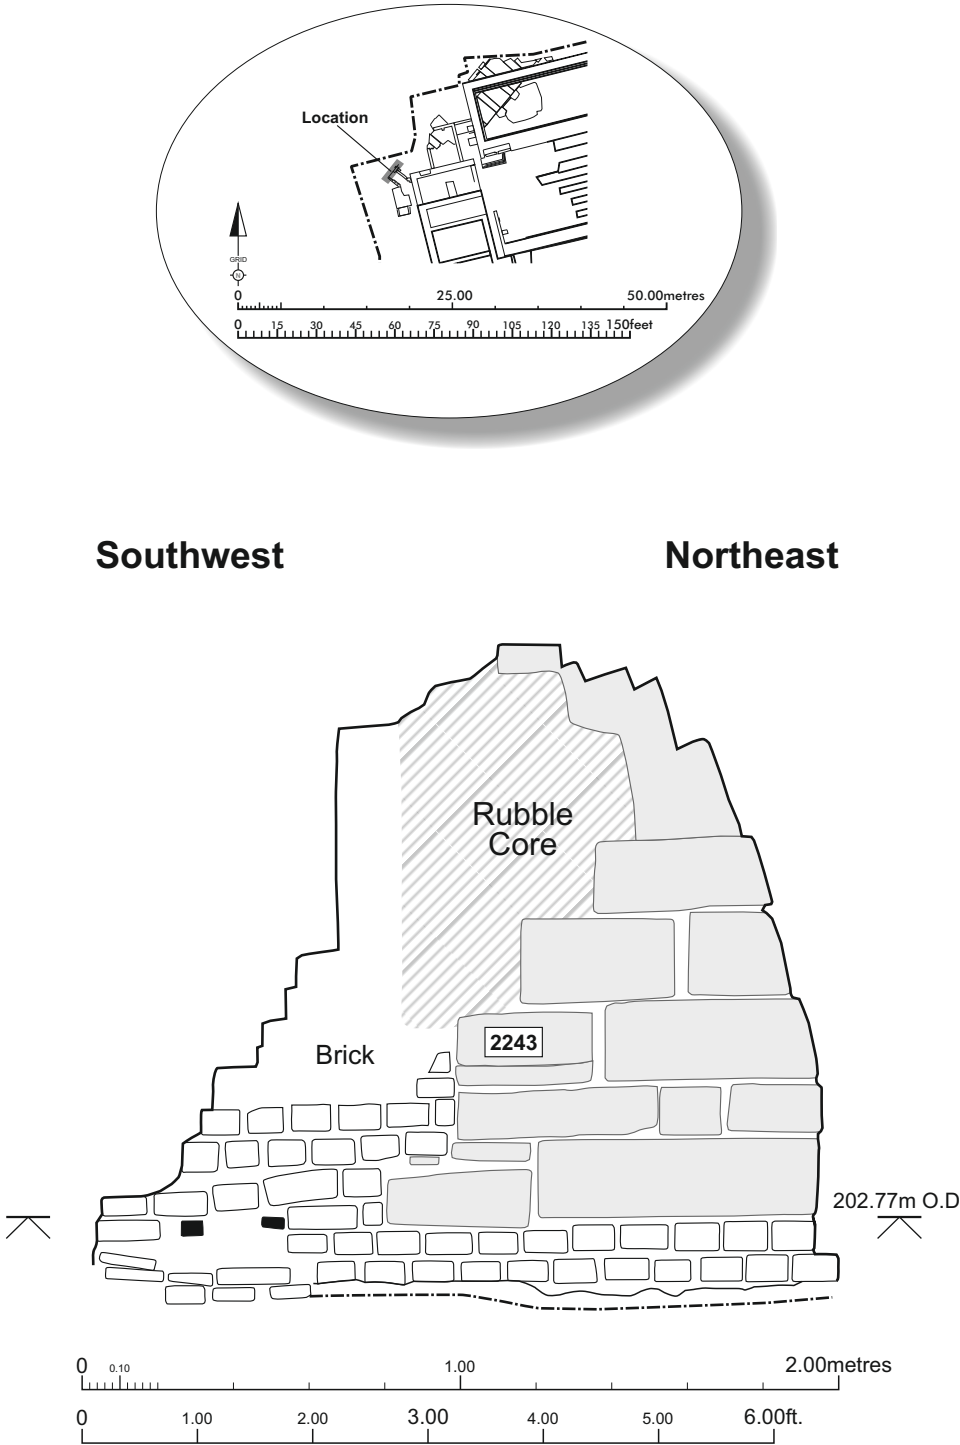 Location
GRID
N
0 25.00 50.00metres
0 15 30 45 60 75 90 105 120 135 150feet
Southwest Northeast
Rubble
Core
2243
Brick
202.77m O.D
0 0.10 1.00 2.00metres
0 1.00 2.00 3.00 4.00 5.00 6.00ft.